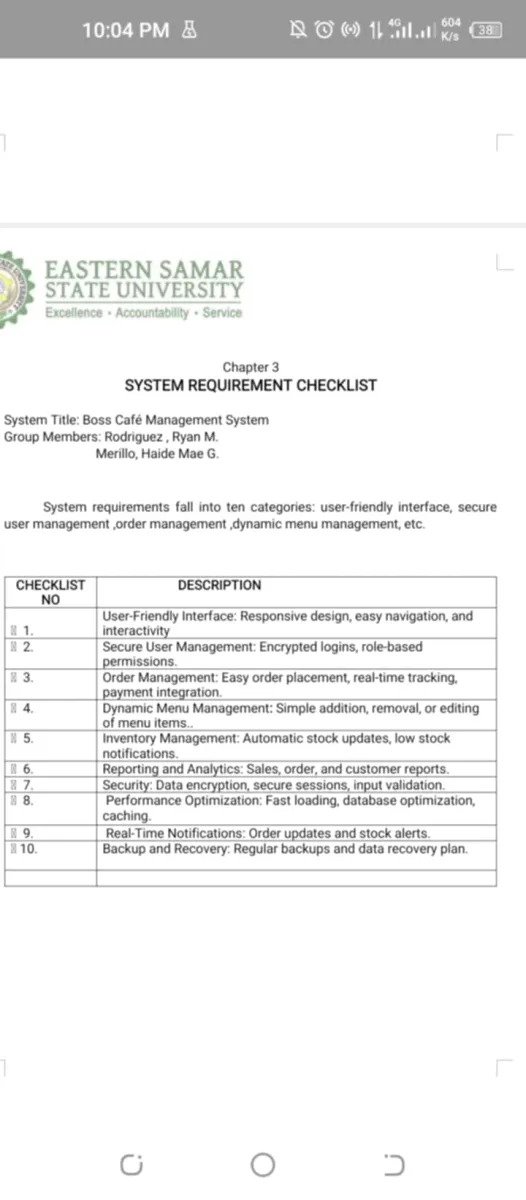 10:04 PM
4G
604
K/s
38
EASTERN SAMAR
STATE UNIVERSITY
Excellence • Accountability • Service
Chapter 3
SYSTEM REQUIREMENT CHECKLIST
System Title: Boss Café Management System
Group Members: Rodriguez , Ryan M.
Merillo, Haide Mae G.
System requirements fall into ten categories: user-friendly interface, secure
user management ,order management ,dynamic menu management, etc.
CHECKLIST
NO
DESCRIPTION
1.
User-Friendly Interface: Responsive design, easy navigation, and
interactivity
2.
Secure User Management: Encrypted logins, role-based
permissions.
3.
Order Management: Easy order placement, real-time tracking,
payment integration.
4.
Dynamic Menu Management: Simple addition, removal, or editing
of menu items..
5.
Inventory Management: Automatic stock updates, low stock
notifications.
6.
Reporting and Analytics: Sales, order, and customer reports.
7.
Security: Data encryption, secure sessions, input validation.
8.
Performance Optimization: Fast loading, database optimization,
caching.
9.
Real-Time Notifications: Order updates and stock alerts.
10.
Backup and Recovery: Regular backups and data recovery plan.